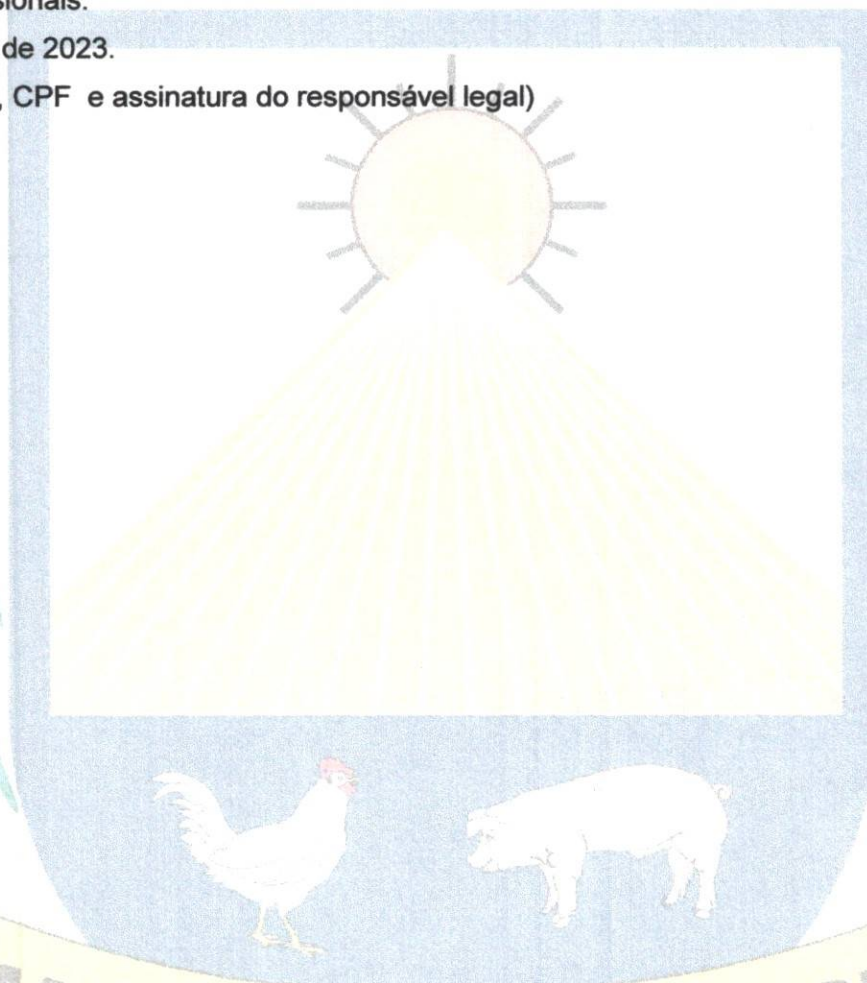 sionais.
de 2023.
, CPF e assinatura do responsável legal)